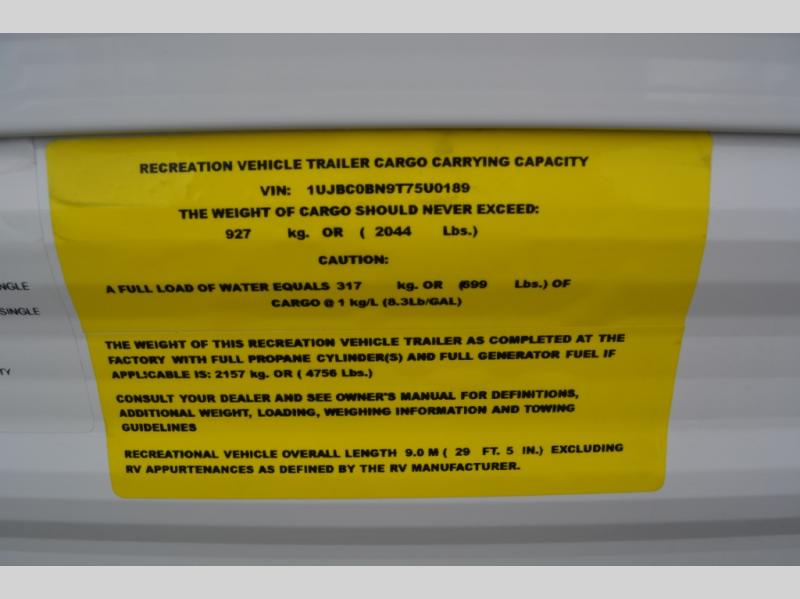 RECREATION VEHICLE TRAILER CARGO CARRYING CAPACITY
VIN: 1UJBC0BN9T75U0189
THE WEIGHT OF CARGO SHOULD NEVER EXCEED:
927 kg. OR ( 2044 Lbs.)
CAUTION:
A FULL LOAD OF WATER EQUALS 317 kg. OR (699 Lbs.) OF
CARGO @ 1 kg/L (8.3Lb/GAL)
THE WEIGHT OF THIS RECREATION VEHICLE TRAILER AS COMPLETED AT THE
FACTORY WITH FULL PROPANE CYLINDER(S) AND FULL GENERATOR FUEL IF
APPLICABLE IS: 2157 kg. OR ( 4756 Lbs.)
CONSULT YOUR DEALER AND SEE OWNER'S MANUAL FOR DEFINITIONS,
ADDITIONAL WEIGHT, LOADING, WEIGHING INFORMATION AND TOWING
GUIDELINES
RECREATIONAL VEHICLE OVERALL LENGTH 9.0 M ( 29 FT. 5 IN.) EXCLUDING
RV APPURTENANCES AS DEFINED BY THE RV MANUFACTURER.
SINGLE